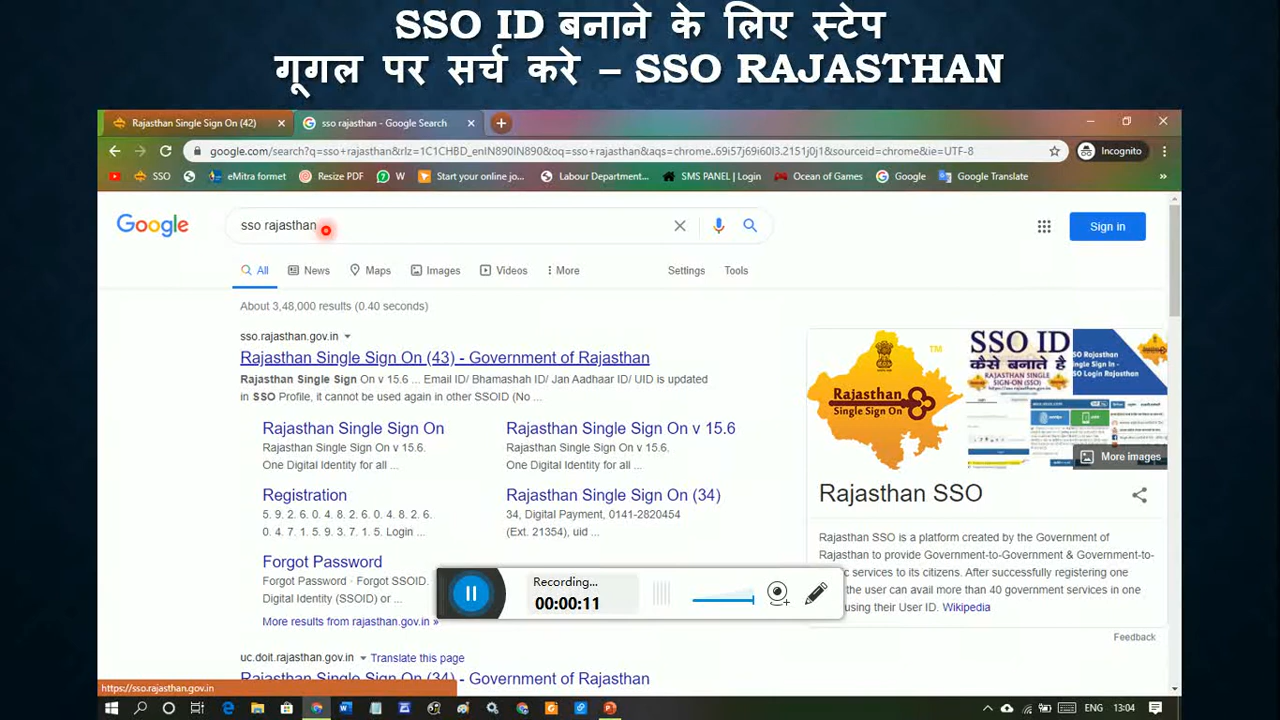 SSO ID बनाने के लिए स्टेप
गूगल पर सर्च करे – SSO RAJASTHAN
Rajasthan Single Sign On (42)
sso rajasthan - Google Search
google.com/search?q=sso+rajasthan&rlz=1C1CHBD_enIN890IN890&oq=sso+rajasthan&aqs=chrome..69i57j69i60l3.2151j0j1&sourceid=chrome&ie=UTF-8
Incognito
SSO
eMitra formet
Resize PDF
W
Start your online jo...
Labour Department...
SMS PANEL | Login
Ocean of Games
Google
Google Translate
»
Google
sso rajasthan
Sign in
All
News
Maps
Images
Videos
More
Settings
Tools
About 3,48,000 results (0.40 seconds)
sso.rajasthan.gov.in
Rajasthan Single Sign On (43) - Government of Rajasthan
Rajasthan Single Sign On v 15.6 ... Email ID/ Bhamashah ID/ Jan Aadhaar ID/ UID is updated
in SSO Profile, it can't be used again in other SSOID (No ...
Rajasthan Single Sign On
Rajasthan Single Sign On v 15.6.
One Digital Identity for all ...
Rajasthan Single Sign On v 15.6
Rajasthan Single Sign On v 15.6.
One Digital Identity for all ...
Registration
5. 9. 2. 6. 0. 4. 8. 2. 6. 0. 4. 8. 2. 6.
0. 4. 7. 1. 5. 9. 3. 7. 1. 5. Login ...
Rajasthan Single Sign On (34)
34, Digital Payment, 0141-2820454
(Ext. 21354), uid ...
Forgot Password
Forgot Password · Forgot SSOID.
Digital Identity (SSOID) or ...
More results from rajasthan.gov.in »
uc.doit.rajasthan.gov.in
Translate this page
Rajasthan Single Sign On (34) - Government of Rajasthan
https://sso.rajasthan.gov.in
TM
Rajasthan
Single Sign On
SSO ID
कैसे बनाते है
RAJASTHAN SINGLE
SIGN-ON (SSO)
SSO Rajasthan
SSO Login Rajasthan
More images
Rajasthan SSO
Rajasthan SSO is a platform created by the Government of
Rajasthan to provide Government-to-Government & Government-to-
services to its citizens. After successfully registering one
the user can avail more than 40 government services in one
using their User ID. Wikipedia
Feedback
Recording...
00:00:11
ENG
13:04